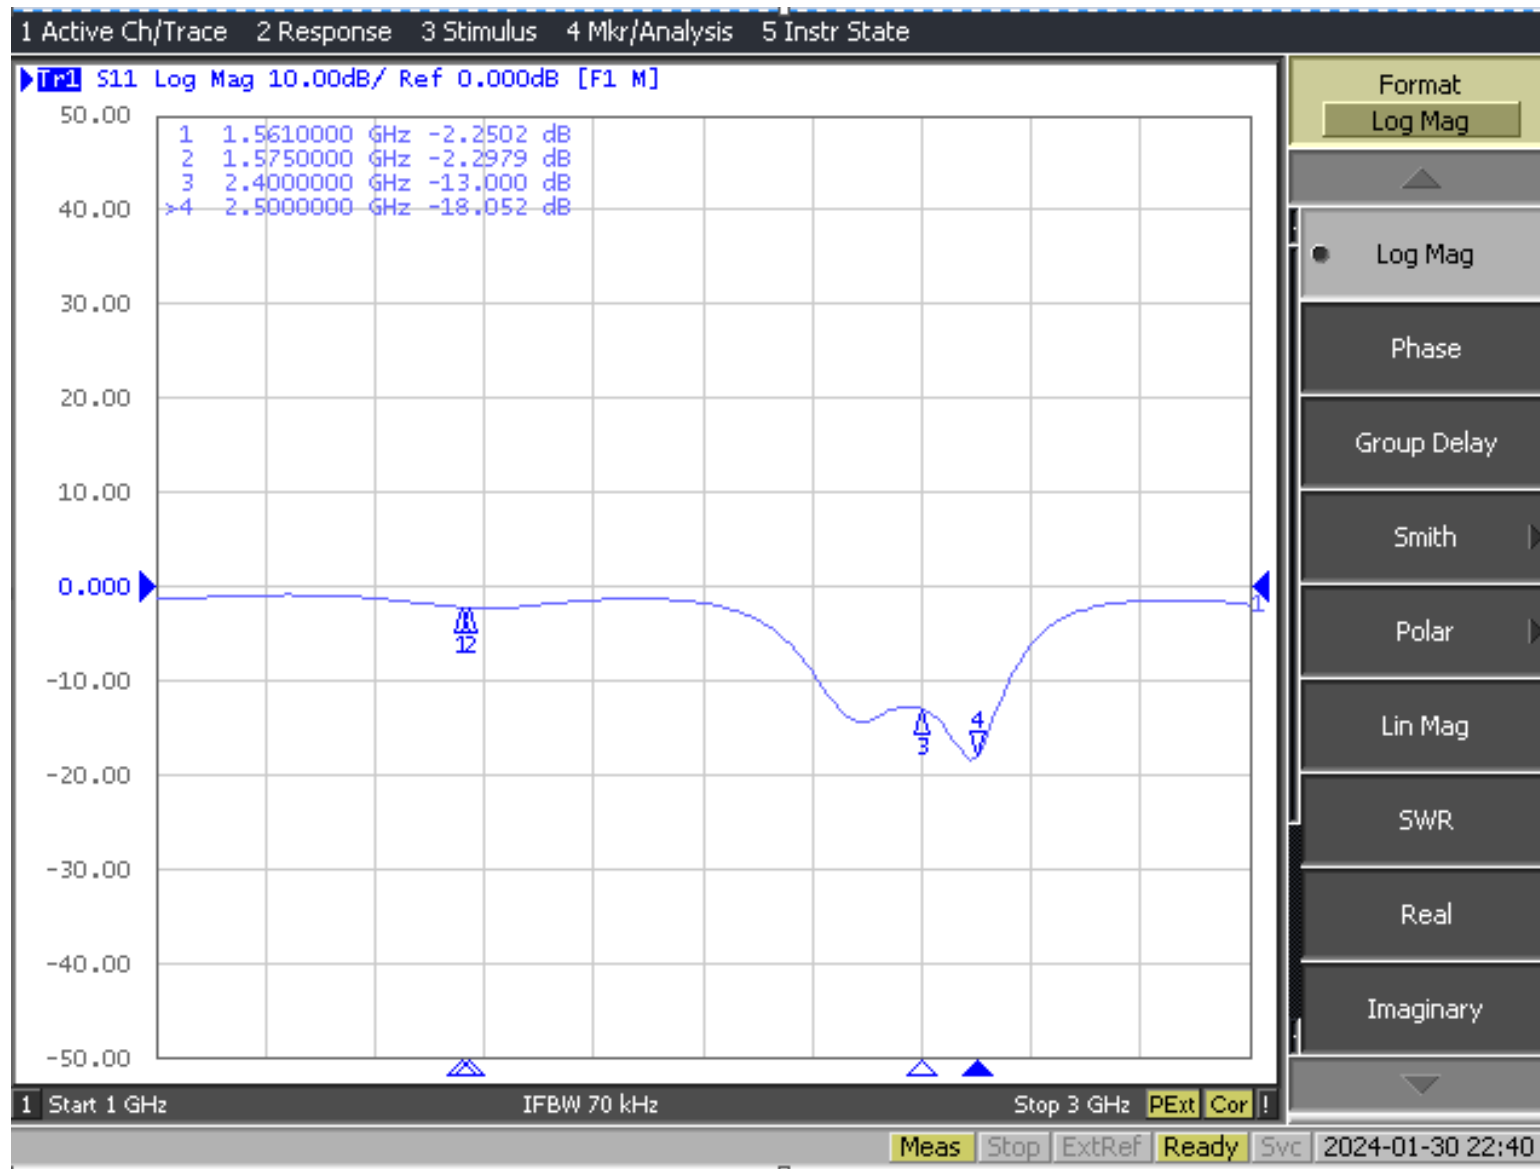 1 Active Ch/Trace 2 Response 3 Stimulus 4 Mkr/Analysis 5 Instr State
Tr1 S11 Log Mag 10.00dB/ Ref 0.000dB [F1 M]
50.00
1 1.5610000 GHz -2.2502 dB
2 1.5750000 GHz -2.2979 dB
3 2.4000000 GHz -13.000 dB
>4 2.5000000 GHz -18.052 dB
40.00
30.00
20.00
10.00
0.000
-10.00
-20.00
-30.00
-40.00
-50.00
1
2
3
4
1
1 Start 1 GHz IFBW 70 kHz Stop 3 GHz PExt Cor !
Format
Log Mag
Log Mag
Phase
Group Delay
Smith
Polar
Lin Mag
SWR
Real
Imaginary
Meas Stop ExtRef Ready Svc 2024-01-30 22:40